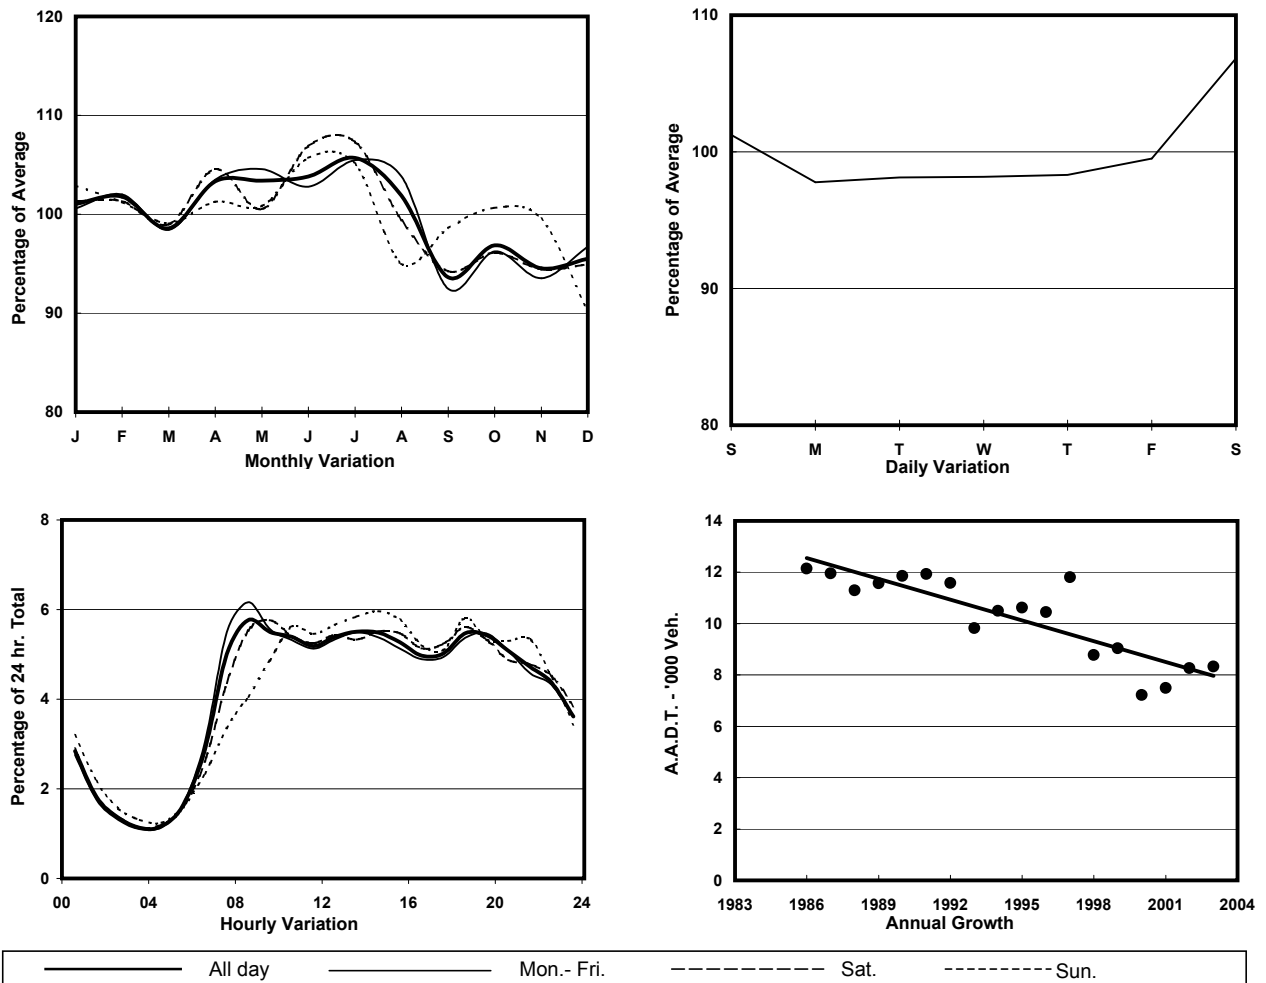 120
110
100
90
80
Percentage of Average
J F M A M J J A S O N D
Monthly Variation
110
100
90
80
Percentage of Average
S M T W T F S
Daily Variation
8
6
4
2
0
Percentage of 24 hr. Total
00 04 08 12 16 20 24
Hourly Variation
14
12
10
8
6
4
2
0
A.A.D.T. - '000 Veh.
1983 1986 1989 1992 1995 1998 2001 2004
Annual Growth
All day Mon.- Fri. Sat. Sun.